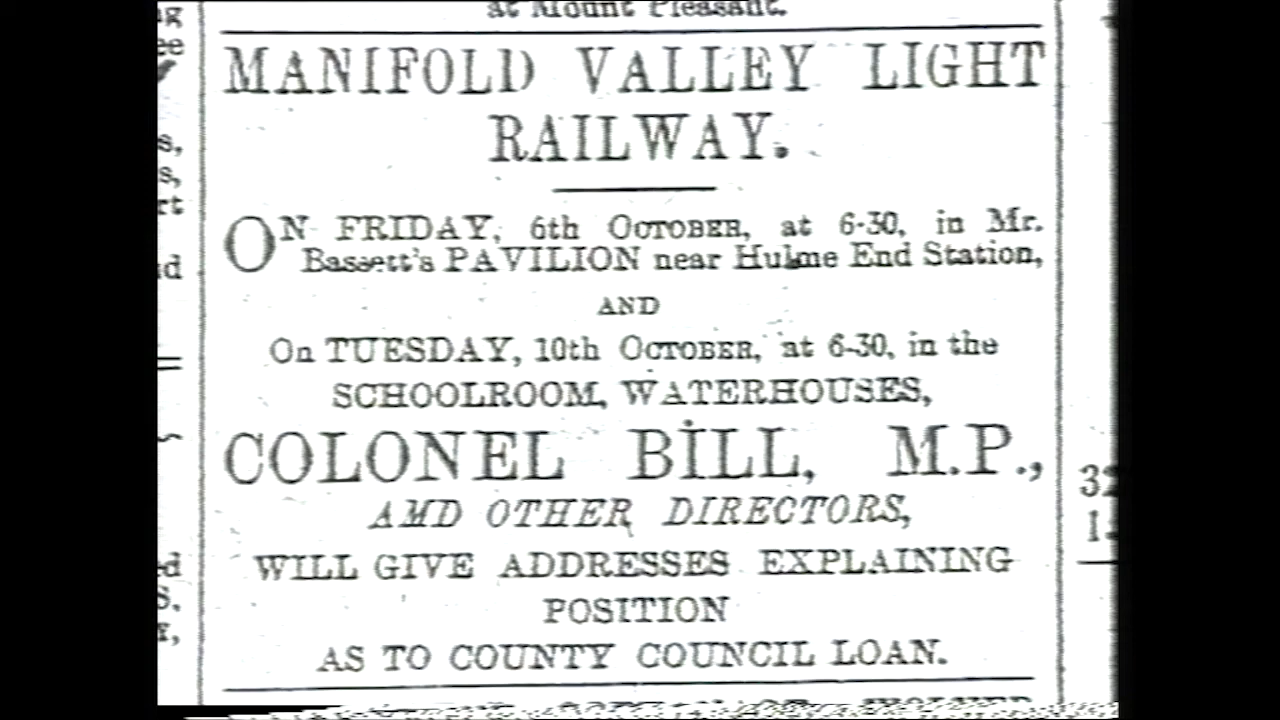 at Mount Pleasant.
MANIFOLD VALLEY LIGHT
RAILWAY.
ON FRIDAY, 6th OCTOBER, at 6-30, in Mr.
Bassett's PAVILION near Hulme End Station,
AND
On TUESDAY, 10th OCTOBER, at 6-30, in the
SCHOOLROOM, WATERHOUSES,
COLONEL BILL, M.P.,
AMD OTHER DIRECTORS,
WILL GIVE ADDRESSES EXPLAINING
POSITION
AS TO COUNTY COUNCIL LOAN.